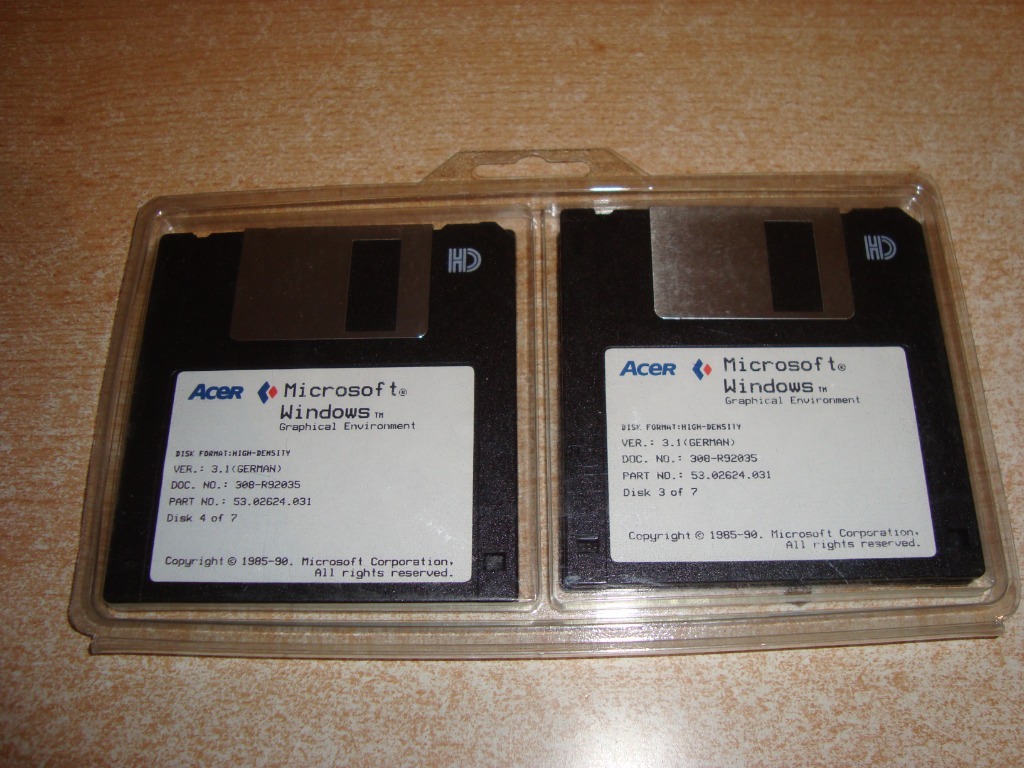 HD
ACER Microsoft®
Windows™
Graphical Environment
DISK FORMAT:HIGH-DENSITY
VER.: 3.1(GERMAN)
DOC. NO.: 308-R92035
PART NO.: 53.02624.031
Disk 4 of 7
Copyright © 1985-90. Microsoft Corporation,
All rights reserved.
HD
ACER Microsoft®
Windows™
Graphical Environment
DISK FORMAT:HIGH-DENSITY
VER.: 3.1(GERMAN)
DOC. NO.: 308-R92035
PART NO.: 53.02624.031
Disk 3 of 7
Copyright © 1985-90. Microsoft Corporation,
All rights reserved.